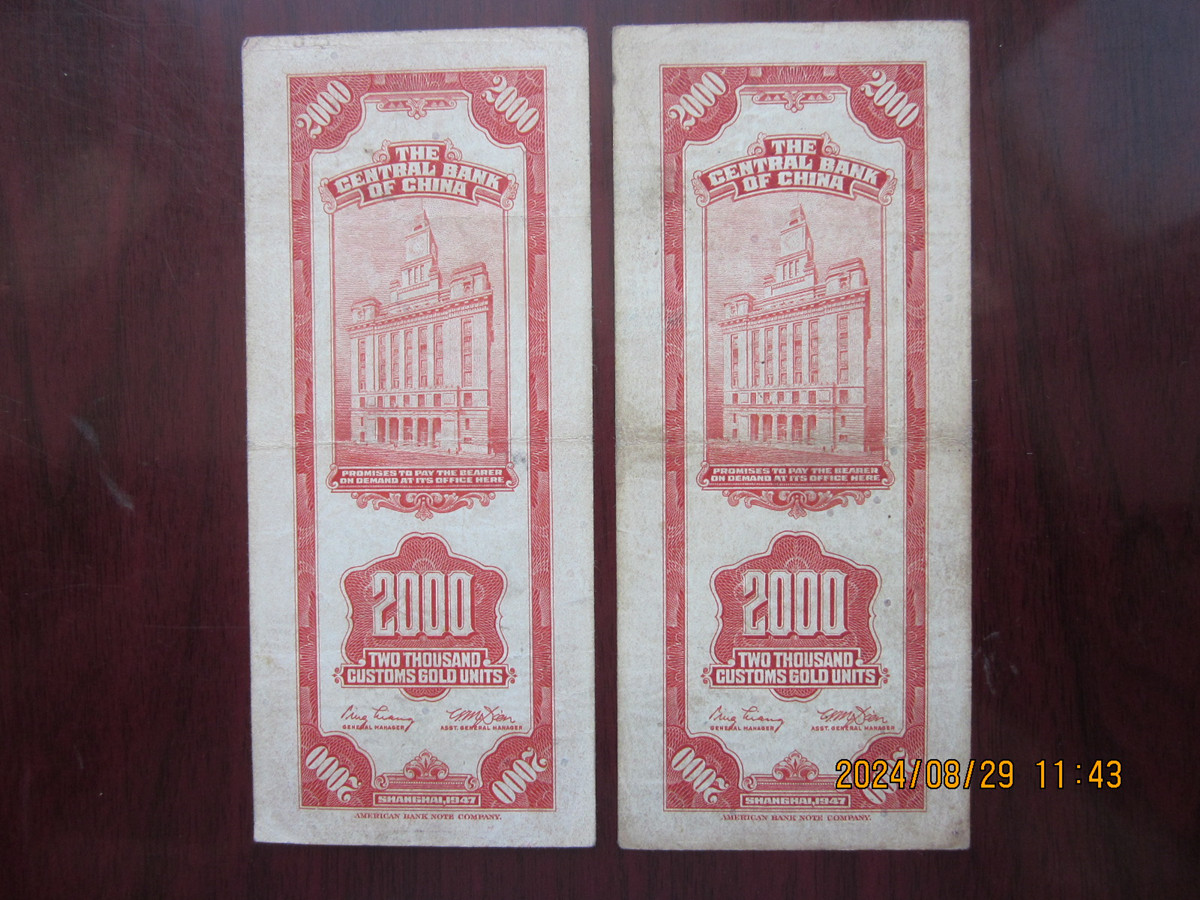 2000 2000
THE
CENTRAL BANK
OF CHINA
PROMISES TO PAY THE BEARER
ON DEMAND AT ITS OFFICE HERE
2000
TWO THOUSAND
CUSTOMS GOLD UNITS
GENERAL MANAGER ASST. GENERAL MANAGER
2000 2000
SHANGHAI, 1947
AMERICAN BANK NOTE COMPANY.
2000 2000
THE
CENTRAL BANK
OF CHINA
PROMISES TO PAY THE BEARER
ON DEMAND AT ITS OFFICE HERE
2000
TWO THOUSAND
CUSTOMS GOLD UNITS
GENERAL MANAGER ASST. GENERAL MANAGER
2000 2000
SHANGHAI, 1947
AMERICAN BANK NOTE COMPANY.
2024/08/29 11:43